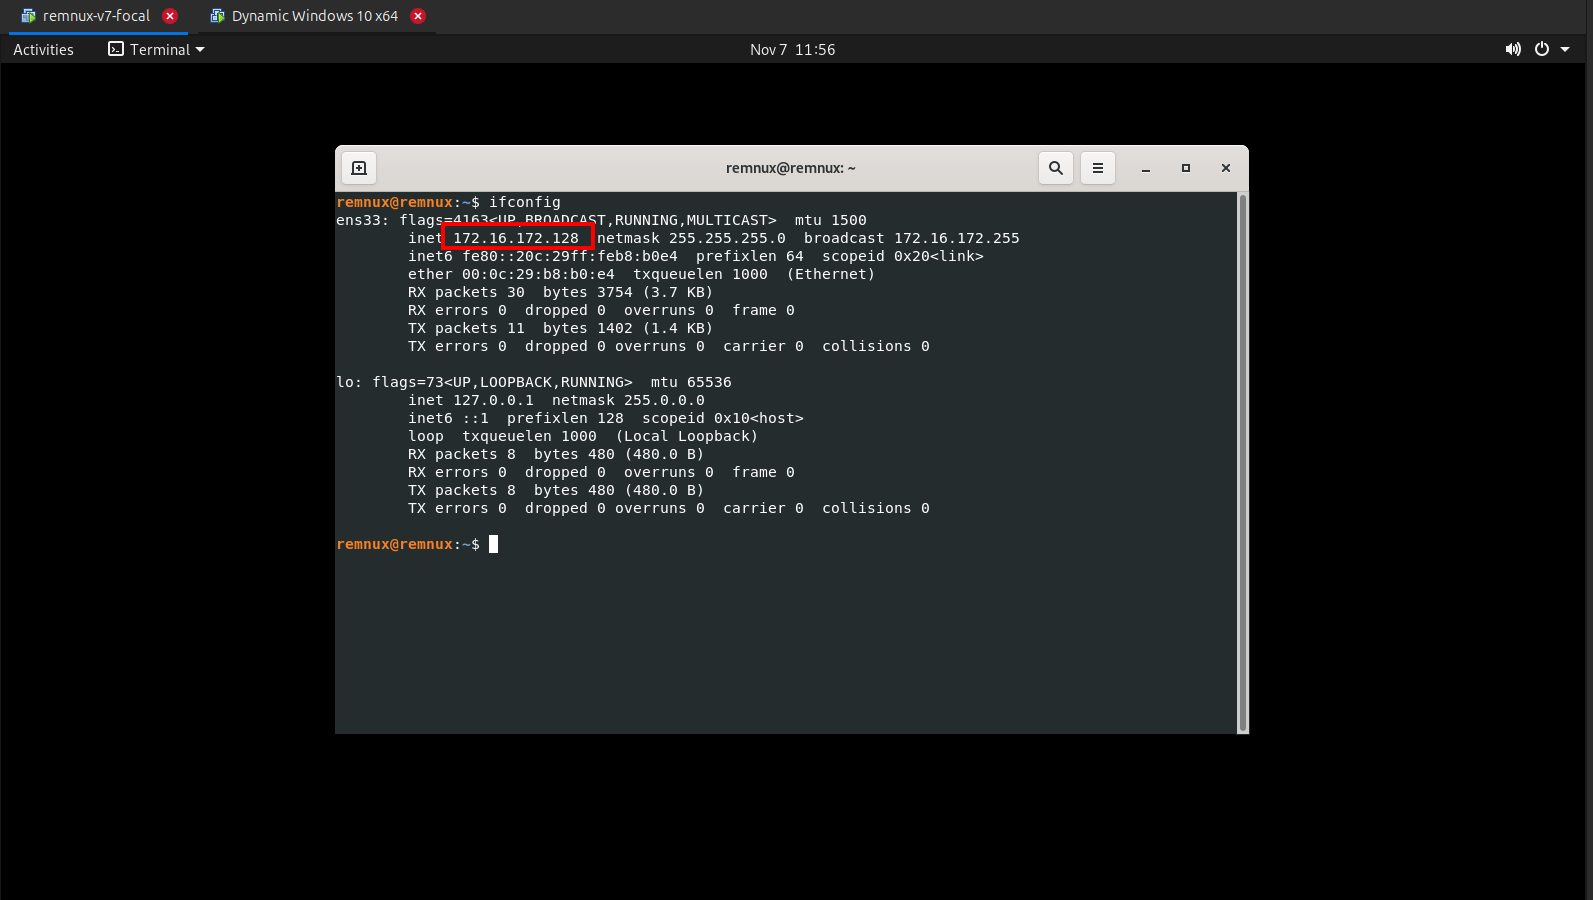 remnux-v7-focal Dynamic Windows 10 x64
Activities Terminal Nov 7 11:56
remnux@remnux: ~
remnux@remnux:~$ ifconfig
ens33: flags=4163<UP,BROADCAST,RUNNING,MULTICAST>  mtu 1500
        inet 172.16.172.128  netmask 255.255.255.0  broadcast 172.16.172.255
        inet6 fe80::20c:29ff:feb8:b0e4  prefixlen 64  scopeid 0x20<link>
        ether 00:0c:29:b8:b0:e4  txqueuelen 1000  (Ethernet)
        RX packets 30  bytes 3754 (3.7 KB)
        RX errors 0  dropped 0  overruns 0  frame 0
        TX packets 11  bytes 1402 (1.4 KB)
        TX errors 0  dropped 0 overruns 0  carrier 0  collisions 0
lo: flags=73<UP,LOOPBACK,RUNNING>  mtu 65536
        inet 127.0.0.1  netmask 255.0.0.0
        inet6 ::1  prefixlen 128  scopeid 0x10<host>
        loop  txqueuelen 1000  (Local Loopback)
        RX packets 8  bytes 480 (480.0 B)
        RX errors 0  dropped 0  overruns 0  frame 0
        TX packets 8  bytes 480 (480.0 B)
        TX errors 0  dropped 0 overruns 0  carrier 0  collisions 0
remnux@remnux:~$